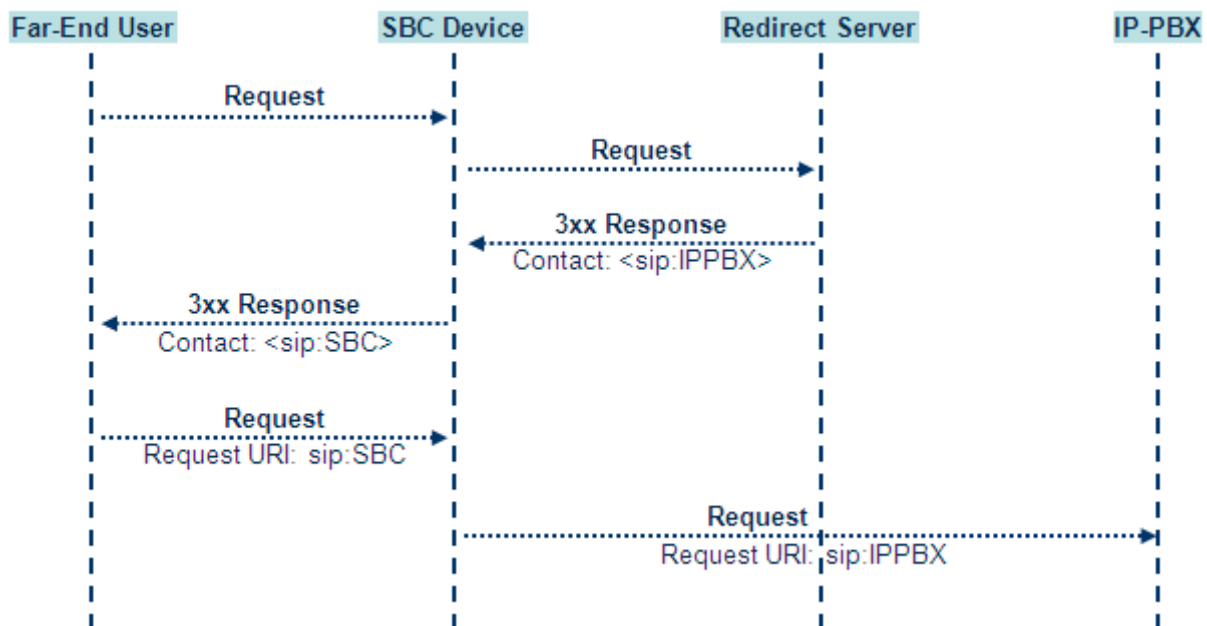 Far-End User SBC Device Redirect Server IP-PBX
Request
Request
3xx Response
Contact: <sip:IPPBX>
3xx Response
Contact: <sip:SBC>
Request
Request URI: sip:SBC
Request
Request URI: sip:IPPBX